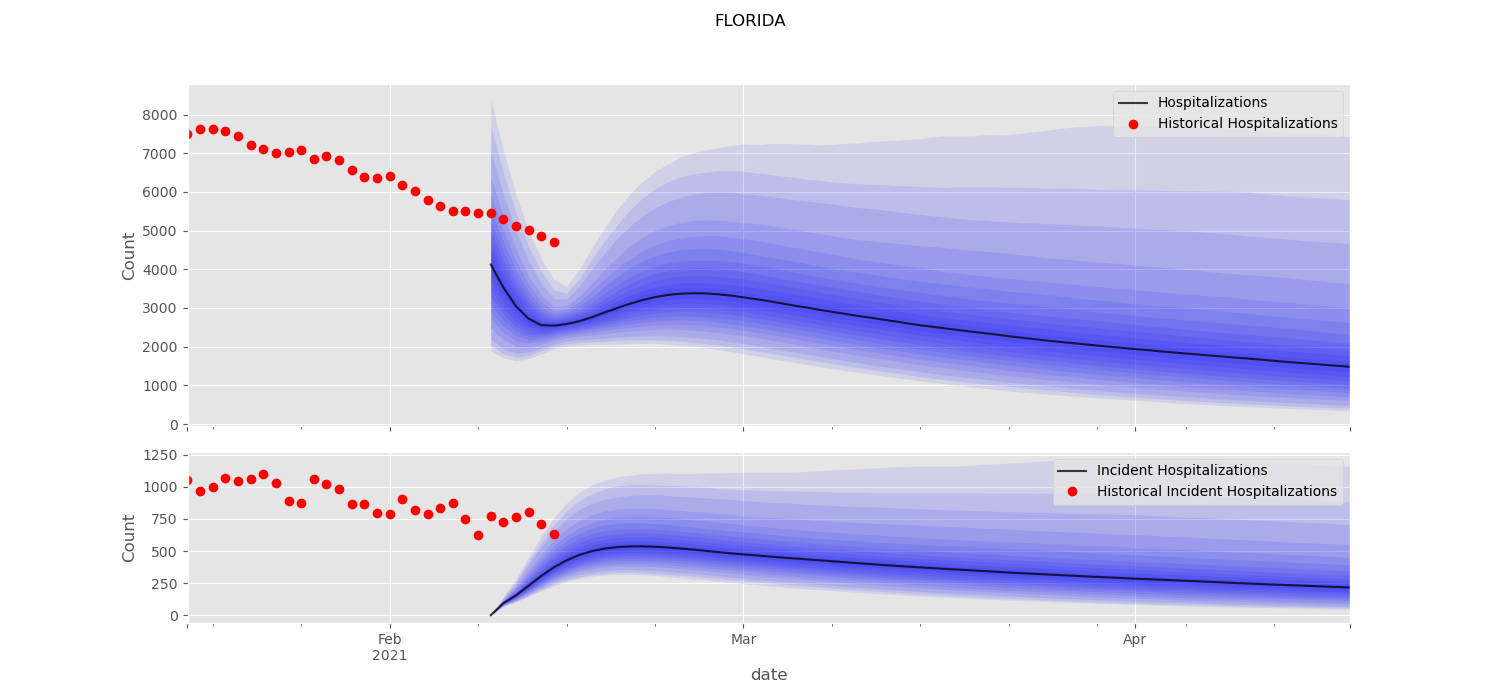 FLORIDA
8000
7000
6000
5000
4000
3000
2000
1000
0
Count
Hospitalizations
Historical Hospitalizations
1250
1000
750
500
250
0
Count
Incident Hospitalizations
Historical Incident Hospitalizations
Feb
2021
Mar
Apr
date